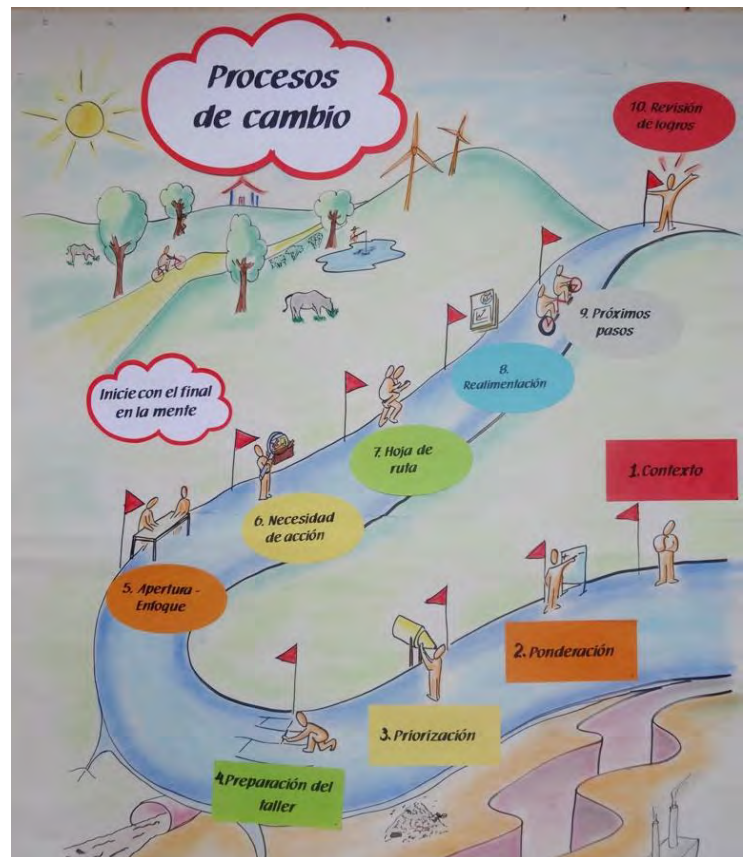 Procesos
de cambio
10. Revisión
de logros
9. Próximos
pasos
8.
Realimentación
Inicie con el final
en la mente
7. Hoja de
ruta
1. Contexto
6. Necesidad
de acción
5. Apertura -
Enfoque
2. Ponderación
3. Priorización
4. Preparación del
taller